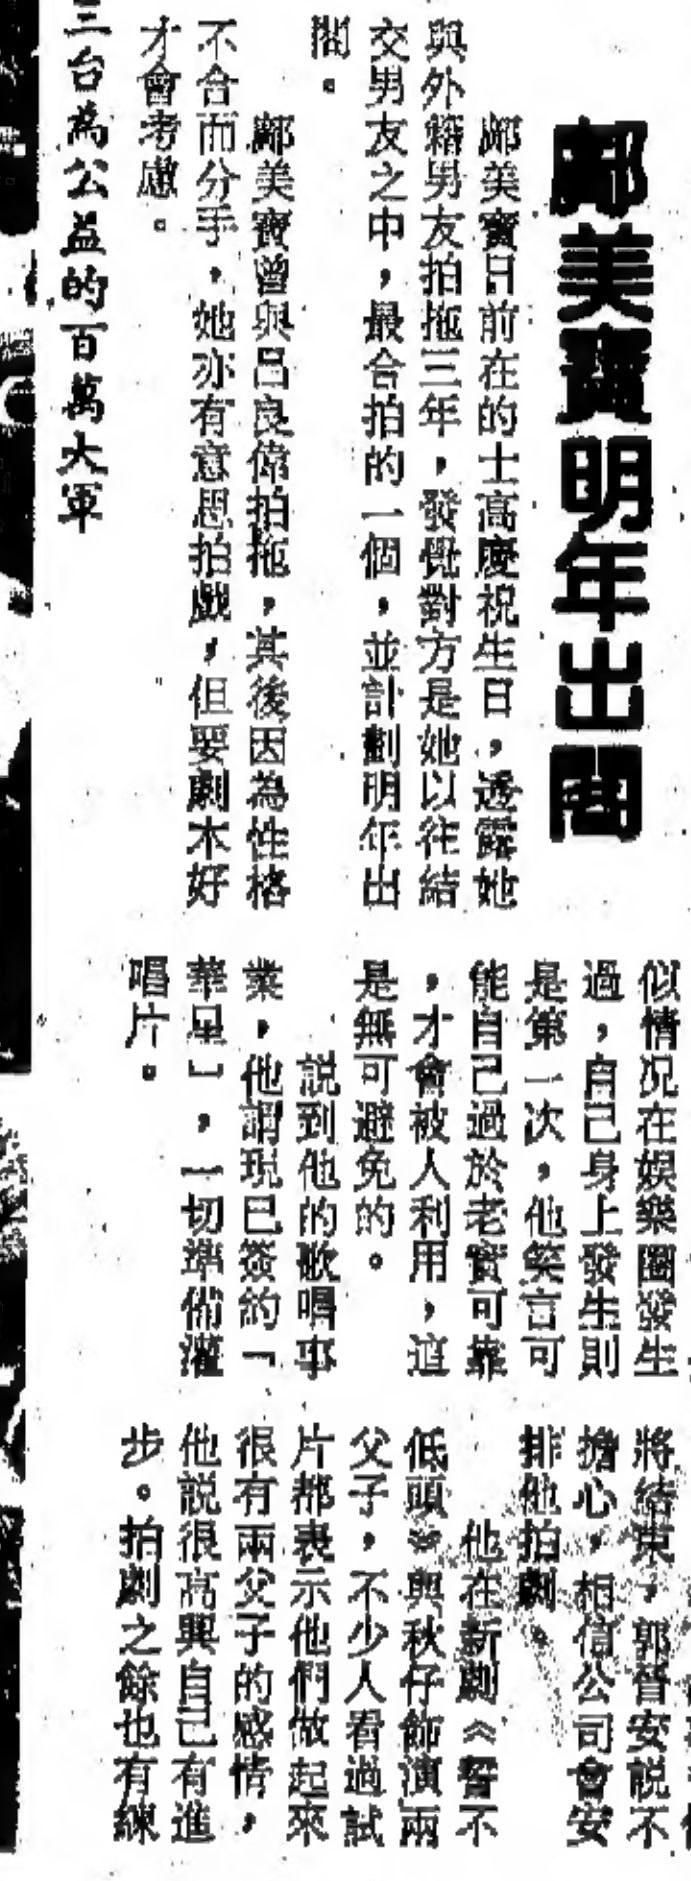 鄺美寶明年出閣
鄺美寶日前在的士高慶祝生日，透露她
與外籍男友拍拖三年，發覺對方是她以往結
交男友之中，最合拍的一個，並計劃明年出
閣。
鄺美寶曾與呂良偉拍拖，其後因為性格
不合而分手，她亦有意思拍戲，但要劇本好
才會考慮。
三台為公益的百萬大軍
似情況在娛樂圈發生
過，自己身上發生則
是第一次，他笑言可
能自己過於老實可靠
，才會被人利用，這
是無可避免的。
說到他的歌唱事
業，他謂現已簽約「
華星」，一切準備灌
唱片。
將結束，郭晉安說不
擔心，相信公司會安
排他拍劇。
他在新劇《誓不
低頭》與秋仔飾演兩
父子，不少人看過試
片都表示他們做起來
很有兩父子的感情，
他說很高興自己有進
步。拍劇之餘也有練